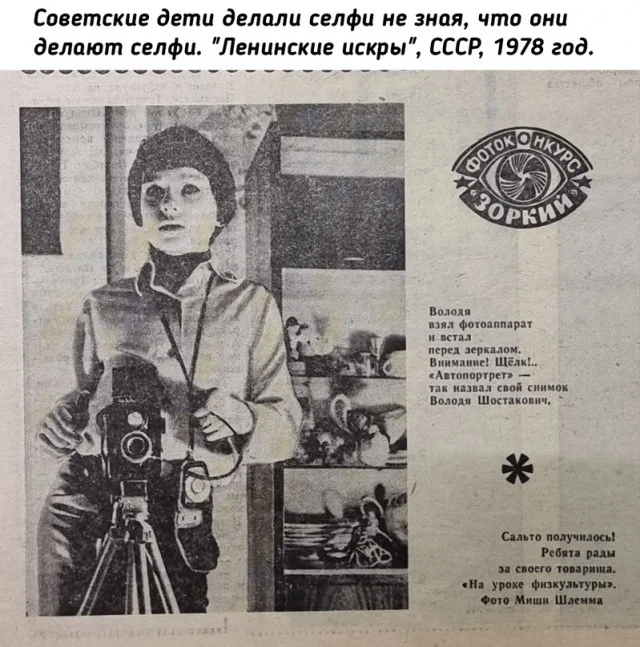 Советские дети делали селфи не зная, что они
делают селфи. "Ленинские искры", СССР, 1978 год.
ФОТОКОНКУРС
«ЗОРКИЙ»
Володя
взял фотоаппарат
и встал
перед зеркалом.
Внимание! Щёлк!..
«Автопортрет» —
так назвал свой снимок
Володя Шостакович,
*
Сальто получилось!
Ребята рады
за своего товарища.
«На уроке физкультуры».
Фото Миши Шлемма